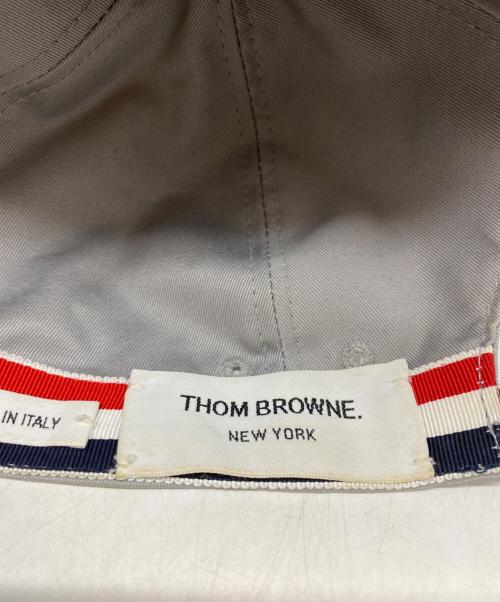 IN ITALY
THOM BROWNE.
NEW YORK